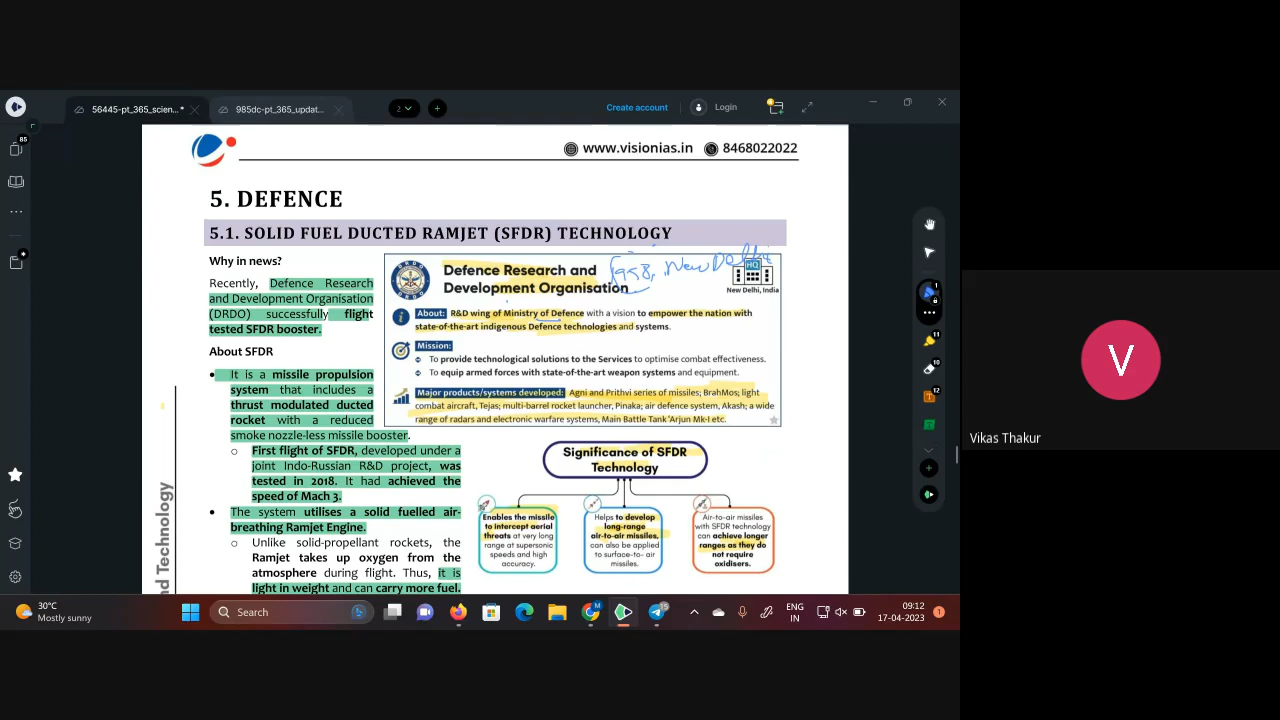 56445-pt_365_scien...*
985dc-pt_365_updat...
2
Create account
Login
85
www.visionias.in
8468022022
5. DEFENCE
5.1. SOLID FUEL DUCTED RAMJET (SFDR) TECHNOLOGY
Why in news?
Recently, Defence Research
and Development Organisation
(DRDO) successfully flight
tested SFDR booster.
About SFDR
It is a missile propulsion
system that includes a
thrust modulated ducted
rocket with a reduced
smoke nozzle-less missile booster.
First flight of SFDR, developed under a
joint Indo-Russian R&D project, was
tested in 2018. It had achieved the
speed of Mach 3.
The system utilises a solid fuelled air-
breathing Ramjet Engine.
Unlike solid-propellant rockets, the
Ramjet takes up oxygen from the
atmosphere during flight. Thus, it is
light in weight and can carry more fuel.
Defence Research and
Development Organisation
1958, New Delhi
HQ
New Delhi, India
About: R&D wing of Ministry of Defence with a vision to empower the nation with
state-of-the-art indigenous Defence technologies and systems.
Mission:
To provide technological solutions to the Services to optimise combat effectiveness.
To equip armed forces with state-of-the-art weapon systems and equipment.
Major products/systems developed: Agni and Prithvi series of missiles; BrahMos; light
combat aircraft, Tejas; multi-barrel rocket launcher, Pinaka; air defence system, Akash; a wide
range of radars and electronic warfare systems, Main Battle Tank 'Arjun Mk-I etc.
Significance of SFDR
Technology
Enables the missile
to intercept aerial
threats at very long
range at supersonic
speeds and high
accuracy.
Helps to develop
long-range
air-to-air missiles,
can also be applied
to surface-to- air
missiles.
Air-to-air missiles
with SFDR technology
can achieve longer
ranges as they do
not require
oxidisers.
nd Technology
1
11
10
12
V
Vikas Thakur
30°C
Mostly sunny
Search
15
ENG
IN
09:12
17-04-2023
1